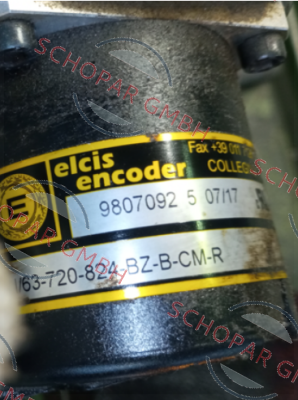 elcis
encoder
Fax +39 011
COLLEG
9807092 5 07/17
I/63-720-824-BZ-B-CM-R
SCHOPAR GMBH
SCHOPAR GMBH
SCHOPAR GMBH